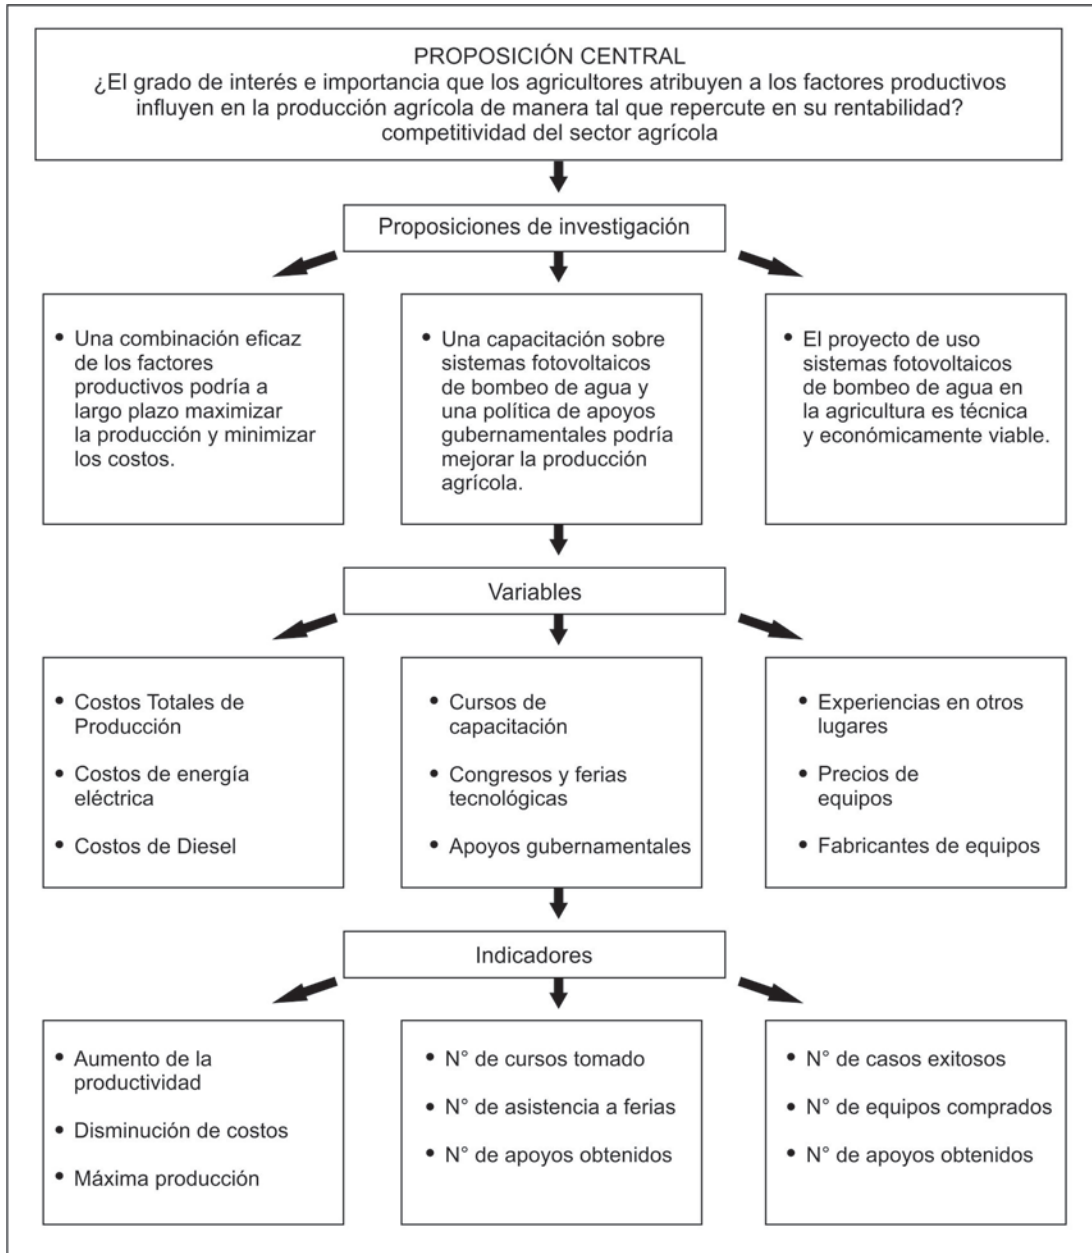 PROPOSICIÓN CENTRAL
¿El grado de interés e importancia que los agricultores atribuyen a los factores productivos
influyen en la producción agrícola de manera tal que repercute en su rentabilidad?
competitividad del sector agrícola
Proposiciones de investigación
• Una combinación eficaz
de los factores
productivos podría a
largo plazo maximizar
la producción y minimizar
los costos.
• Una capacitación sobre
sistemas fotovoltaicos
de bombeo de agua y
una política de apoyos
gubernamentales podría
mejorar la producción
agrícola.
• El proyecto de uso
sistemas fotovoltaicos
de bombeo de agua en
la agricultura es técnica
y económicamente viable.
Variables
• Costos Totales de
Producción
• Costos de energía
eléctrica
• Costos de Diesel
• Cursos de
capacitación
• Congresos y ferias
tecnológicas
• Apoyos gubernamentales
• Experiencias en otros
lugares
• Precios de
equipos
• Fabricantes de equipos
Indicadores
• Aumento de la
productividad
• Disminución de costos
• Máxima producción
• N° de cursos tomado
• N° de asistencia a ferias
• N° de apoyos obtenidos
• N° de casos exitosos
• N° de equipos comprados
• N° de apoyos obtenidos